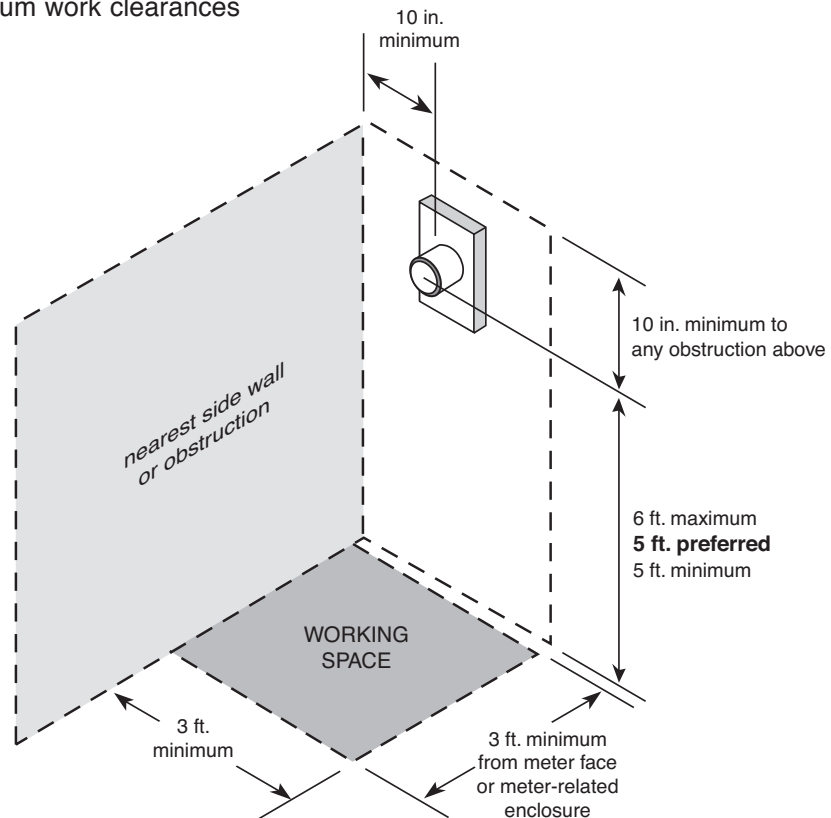 um work clearances
10 in.
minimum
10 in. minimum to
any obstruction above
nearest side wall
or obstruction
6 ft. maximum
5 ft. preferred
5 ft. minimum
WORKING
SPACE
3 ft.
minimum
3 ft. minimum
from meter face
or meter-related
enclosure